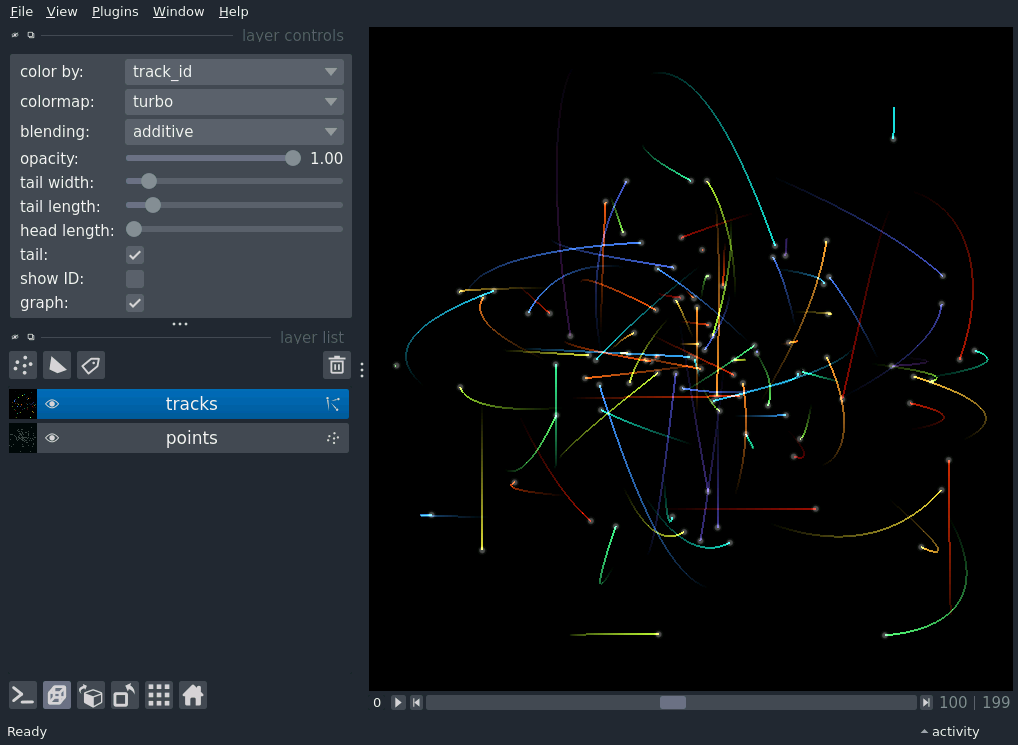 File View Plugins Window Help
layer controls
color by: track_id
colormap: turbo
blending: additive
opacity: 1.00
tail width:
tail length:
head length:
tail:
show ID:
graph:
layer list
tracks
points
0 100 | 199
Ready activity